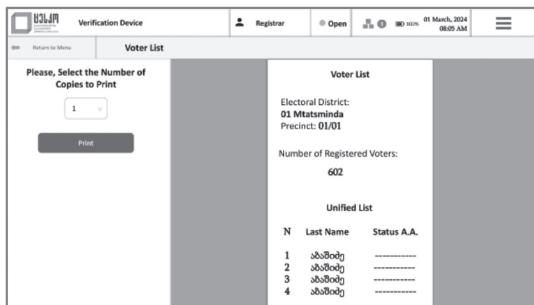 Verification Device
Registrar
Open
100%
01 March, 2024
08:05 AM
Return to Menu
Voter List
Please, Select the Number of
Copies to Print
1
Print
Voter List
Electoral District:
01 Mtatsminda
Precinct: 01/01
Number of Registered Voters:
602
Unified List
N Last Name Status A.A.
1 აბაშიძე -----------
2 აბაშიძე -----------
3 აბაშიძე -----------
4 აბაშიძე -----------